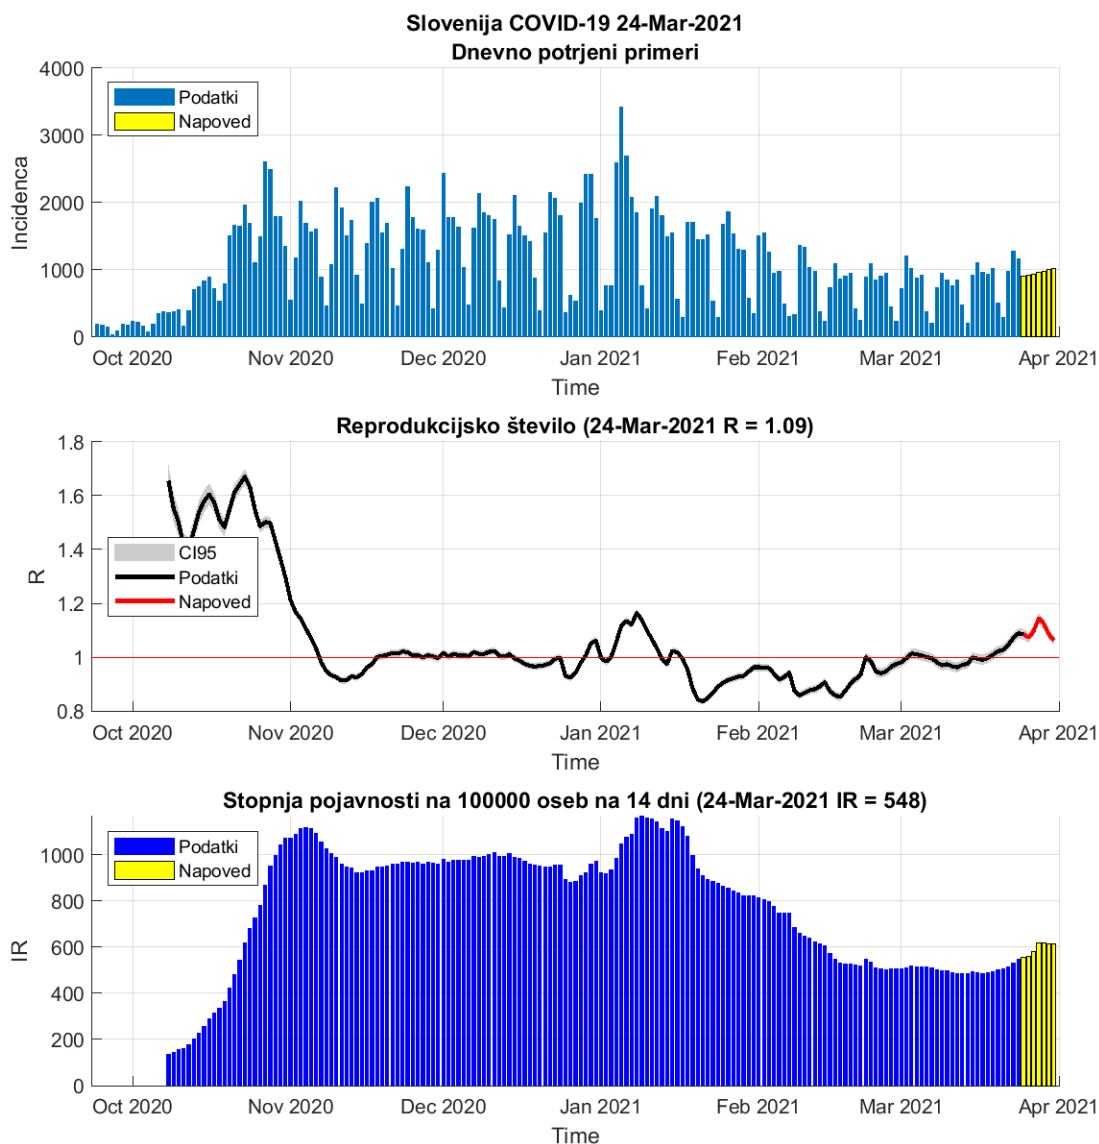 Slovenija COVID-19 24-Mar-2021
Dnevno potrjeni primeri
4000
3000
2000
1000
0
Incidenca
Podatki
Napoved
Oct 2020 Nov 2020 Dec 2020 Jan 2021 Feb 2021 Mar 2021 Apr 2021
Time
Reprodukcijsko število (24-Mar-2021 R = 1.09)
1.8
1.6
1.4
1.2
1
0.8
R
CI95
Podatki
Napoved
Oct 2020 Nov 2020 Dec 2020 Jan 2021 Feb 2021 Mar 2021 Apr 2021
Time
Stopnja pojavnosti na 100000 oseb na 14 dni (24-Mar-2021 IR = 548)
1000
800
600
400
200
0
IR
Podatki
Napoved
Oct 2020 Nov 2020 Dec 2020 Jan 2021 Feb 2021 Mar 2021 Apr 2021
Time